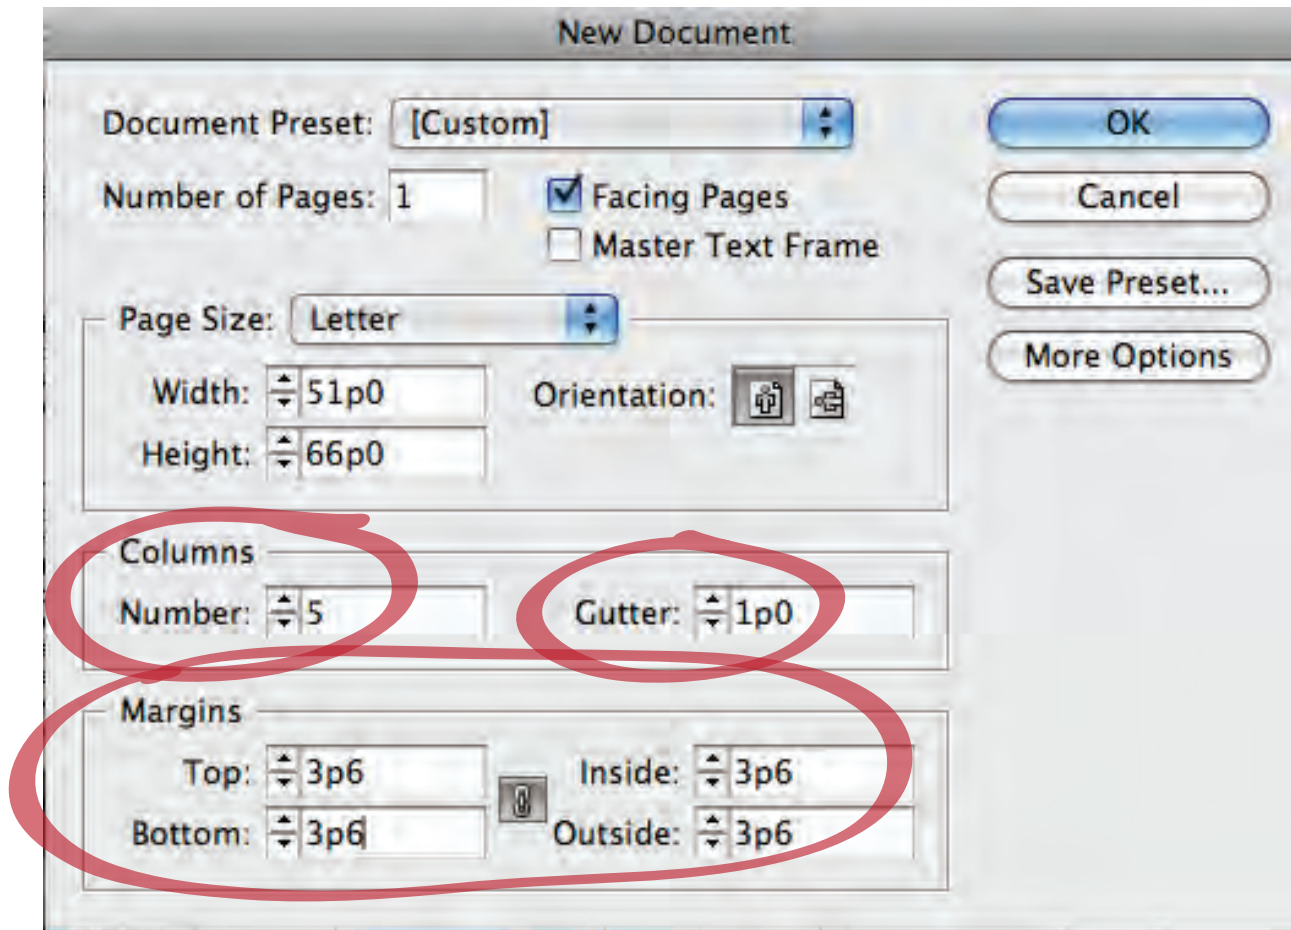 New Document
Document Preset: [Custom] OK
Number of Pages: 1 Facing Pages Cancel
Master Text Frame
Save Preset...
Page Size: Letter
More Options
Width: 51p0 Orientation:
Height: 66p0
Columns
Number: 5 Gutter: 1p0
Margins
Top: 3p6 Inside: 3p6
Bottom: 3p6 Outside: 3p6